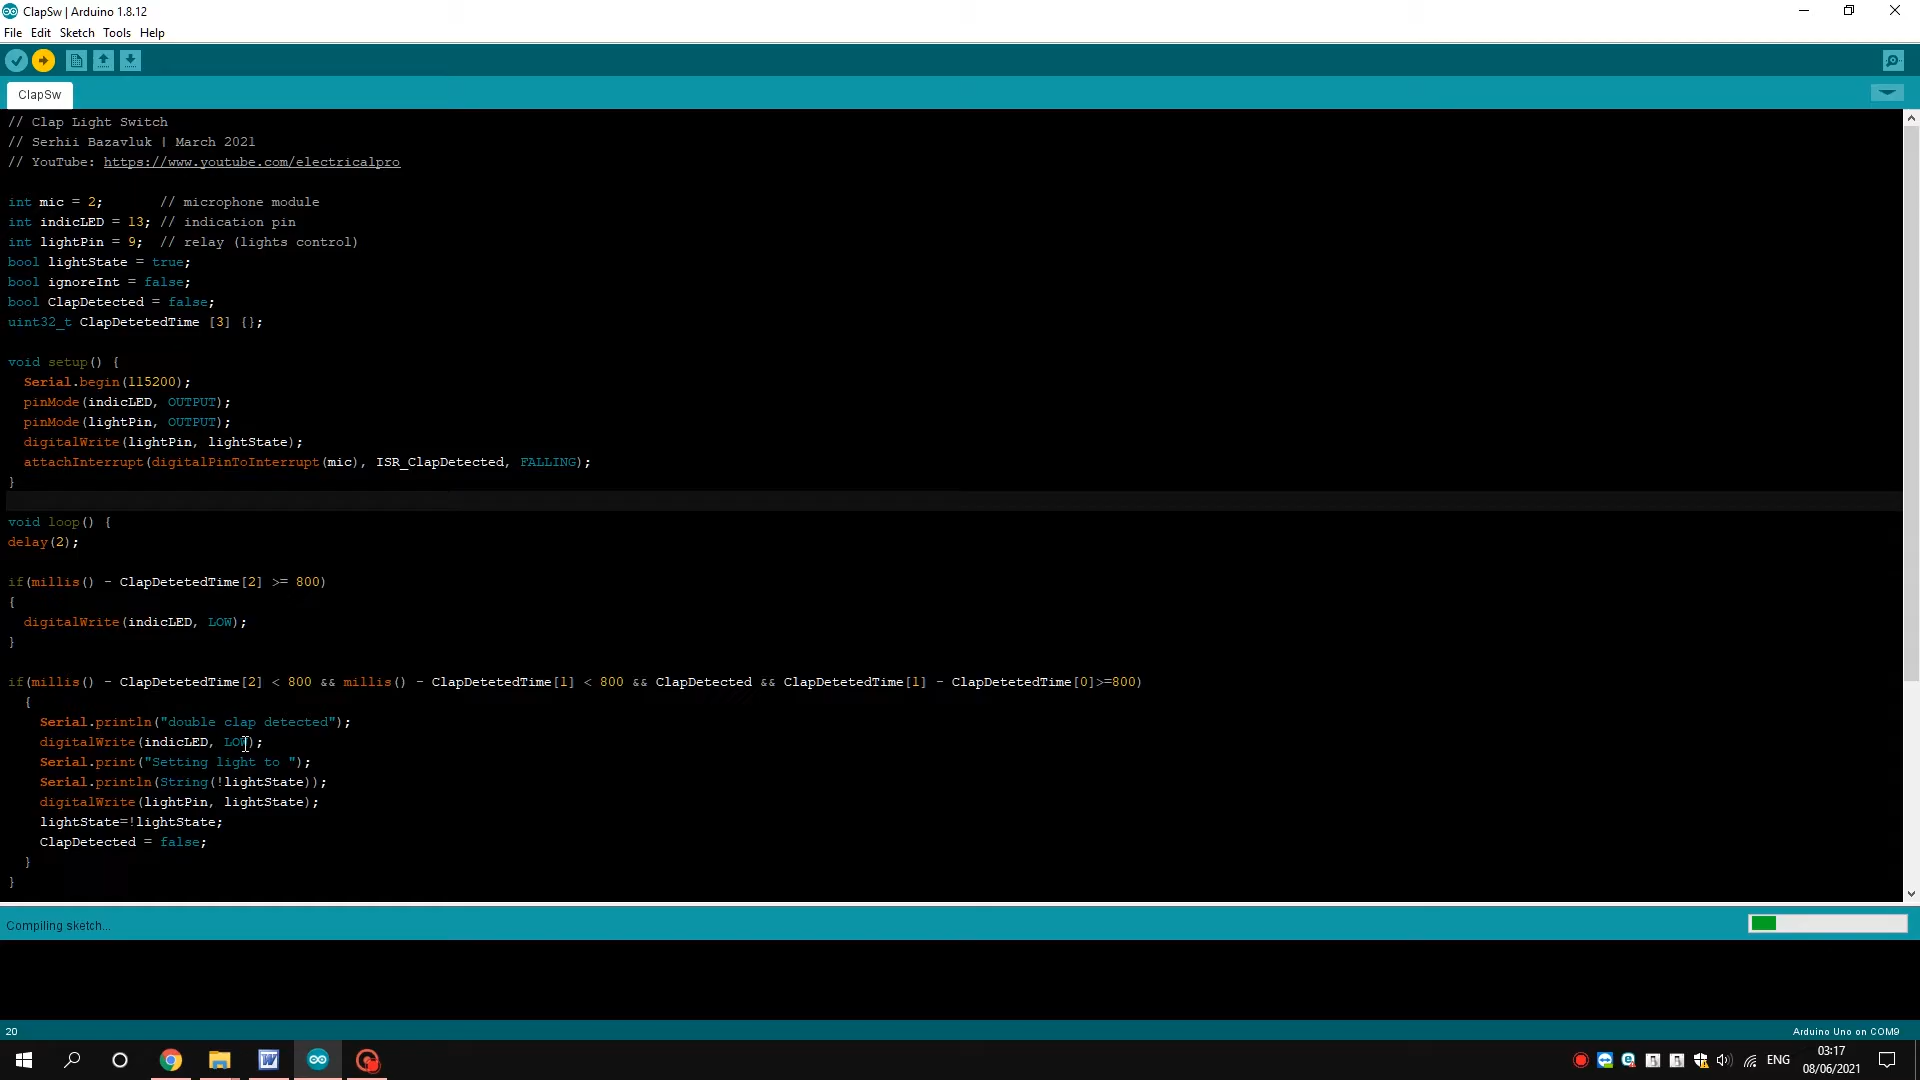 ClapSw | Arduino 1.8.12
File Edit Sketch Tools Help
ClapSw
// Clap Light Switch
// Serhii Bazavluk | March 2021
// YouTube: https://www.youtube.com/electricalpro
int mic = 2;       // microphone module
int indicLED = 13; // indication pin
int lightPin = 9;  // relay (lights control)
bool lightState = true;
bool ignoreInt = false;
bool ClapDetected = false;
uint32_t ClapDetetedTime [3] {};
void setup() {
  Serial.begin(115200);
  pinMode(indicLED, OUTPUT);
  pinMode(lightPin, OUTPUT);
  digitalWrite(lightPin, lightState);
  attachInterrupt(digitalPinToInterrupt(mic), ISR_ClapDetected, FALLING);
}
void loop() {
delay(2);
if(millis() - ClapDetetedTime[2] >= 800)
{
  digitalWrite(indicLED, LOW);
}
if(millis() - ClapDetetedTime[2] < 800 && millis() - ClapDetetedTime[1] < 800 && ClapDetected && ClapDetetedTime[1] - ClapDetetedTime[0]>=800)
  {
    Serial.println("double clap detected");
    digitalWrite(indicLED, LOW);
    Serial.print("Setting light to ");
    Serial.println(String(!lightState));
    digitalWrite(lightPin, lightState);
    lightState=!lightState;
    ClapDetected = false;
  }
}
Compiling sketch...
20
Arduino Uno on COM9
ENG
03:17
08/06/2021